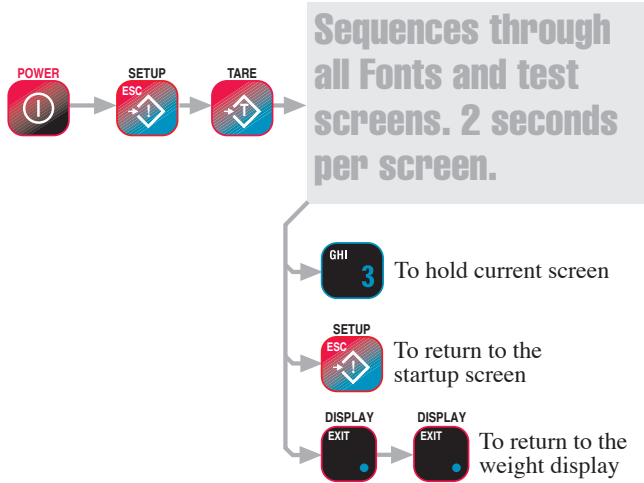 POWER
SETUP
ESC
!
TARE
T
Sequences through
all Fonts and test
screens. 2 seconds
per screen.
GHI
3
To hold current screen
SETUP
ESC
!
To return to the
startup screen
DISPLAY
EXIT
DISPLAY
EXIT
To return to the
weight display